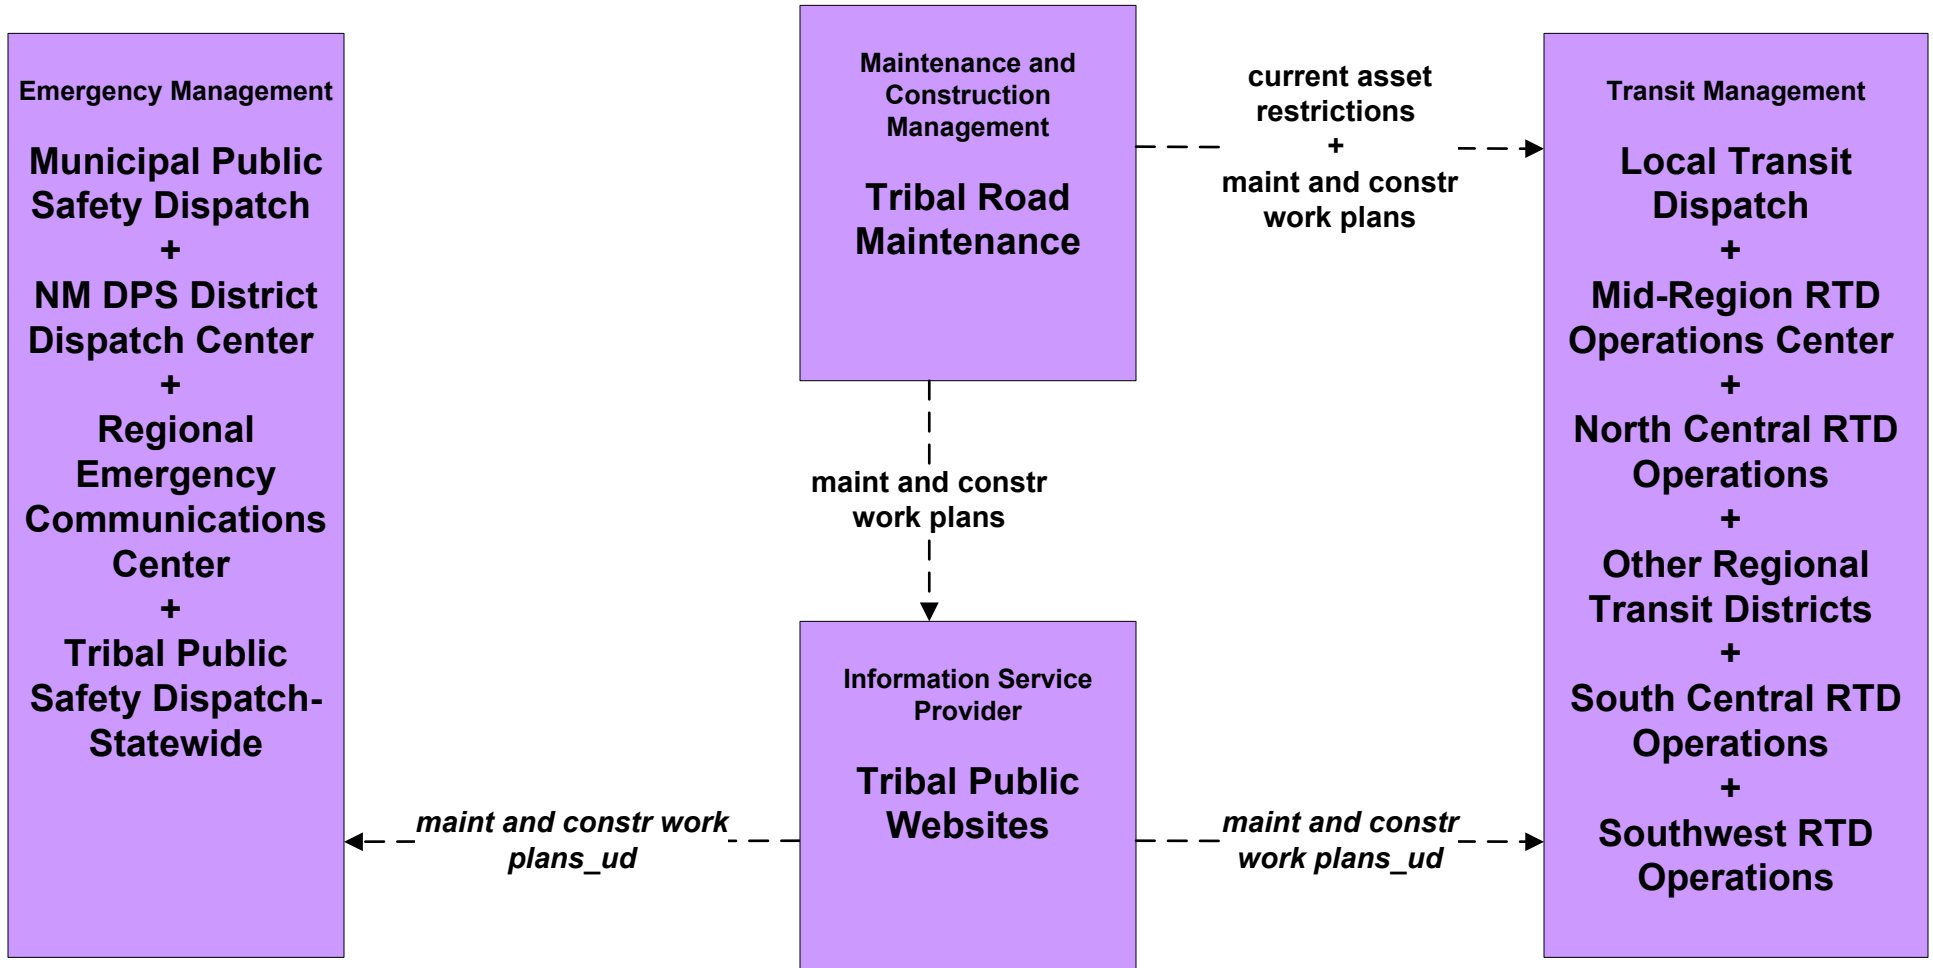 Emergency Management
Municipal Public
Safety Dispatch
+
NM DPS District
Dispatch Center
+
Regional
Emergency
Communications
Center
+
Tribal Public
Safety Dispatch-
Statewide
Maintenance and
Construction
Management
Tribal Road
Maintenance
current asset
restrictions
+
maint and constr
work plans
maint and constr
work plans
Information Service
Provider
Tribal Public
Websites
maint and constr work
plans_ud
maint and constr
work plans_ud
Transit Management
Local Transit
Dispatch
+
Mid-Region RTD
Operations Center
+
North Central RTD
Operations
+
Other Regional
Transit Districts
+
South Central RTD
Operations
+
Southwest RTD
Operations